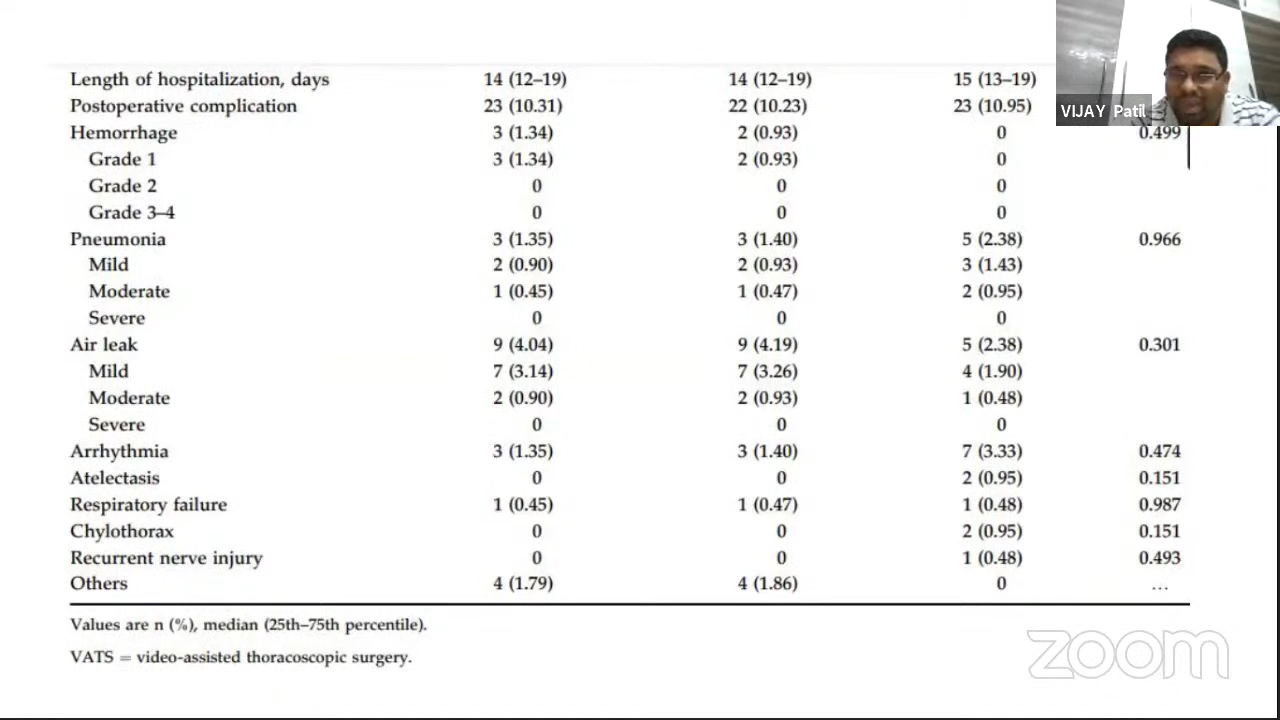 Length of hospitalization, days 14 (12–19) 14 (12–19) 15 (13–19)
Postoperative complication 23 (10.31) 22 (10.23) 23 (10.95)
VIJAY Patil
Hemorrhage 3 (1.34) 2 (0.93) 0 0.499
Grade 1 3 (1.34) 2 (0.93) 0
Grade 2 0 0 0
Grade 3–4 0 0 0
Pneumonia 3 (1.35) 3 (1.40) 5 (2.38) 0.966
Mild 2 (0.90) 2 (0.93) 3 (1.43)
Moderate 1 (0.45) 1 (0.47) 2 (0.95)
Severe 0 0 0
Air leak 9 (4.04) 9 (4.19) 5 (2.38) 0.301
Mild 7 (3.14) 7 (3.26) 4 (1.90)
Moderate 2 (0.90) 2 (0.93) 1 (0.48)
Severe 0 0 0
Arrhythmia 3 (1.35) 3 (1.40) 7 (3.33) 0.474
Atelectasis 0 0 2 (0.95) 0.151
Respiratory failure 1 (0.45) 1 (0.47) 1 (0.48) 0.987
Chylothorax 0 0 2 (0.95) 0.151
Recurrent nerve injury 0 0 1 (0.48) 0.493
Others 4 (1.79) 4 (1.86) 0 …
Values are n (%), median (25th–75th percentile).
VATS = video-assisted thoracoscopic surgery.
zoom